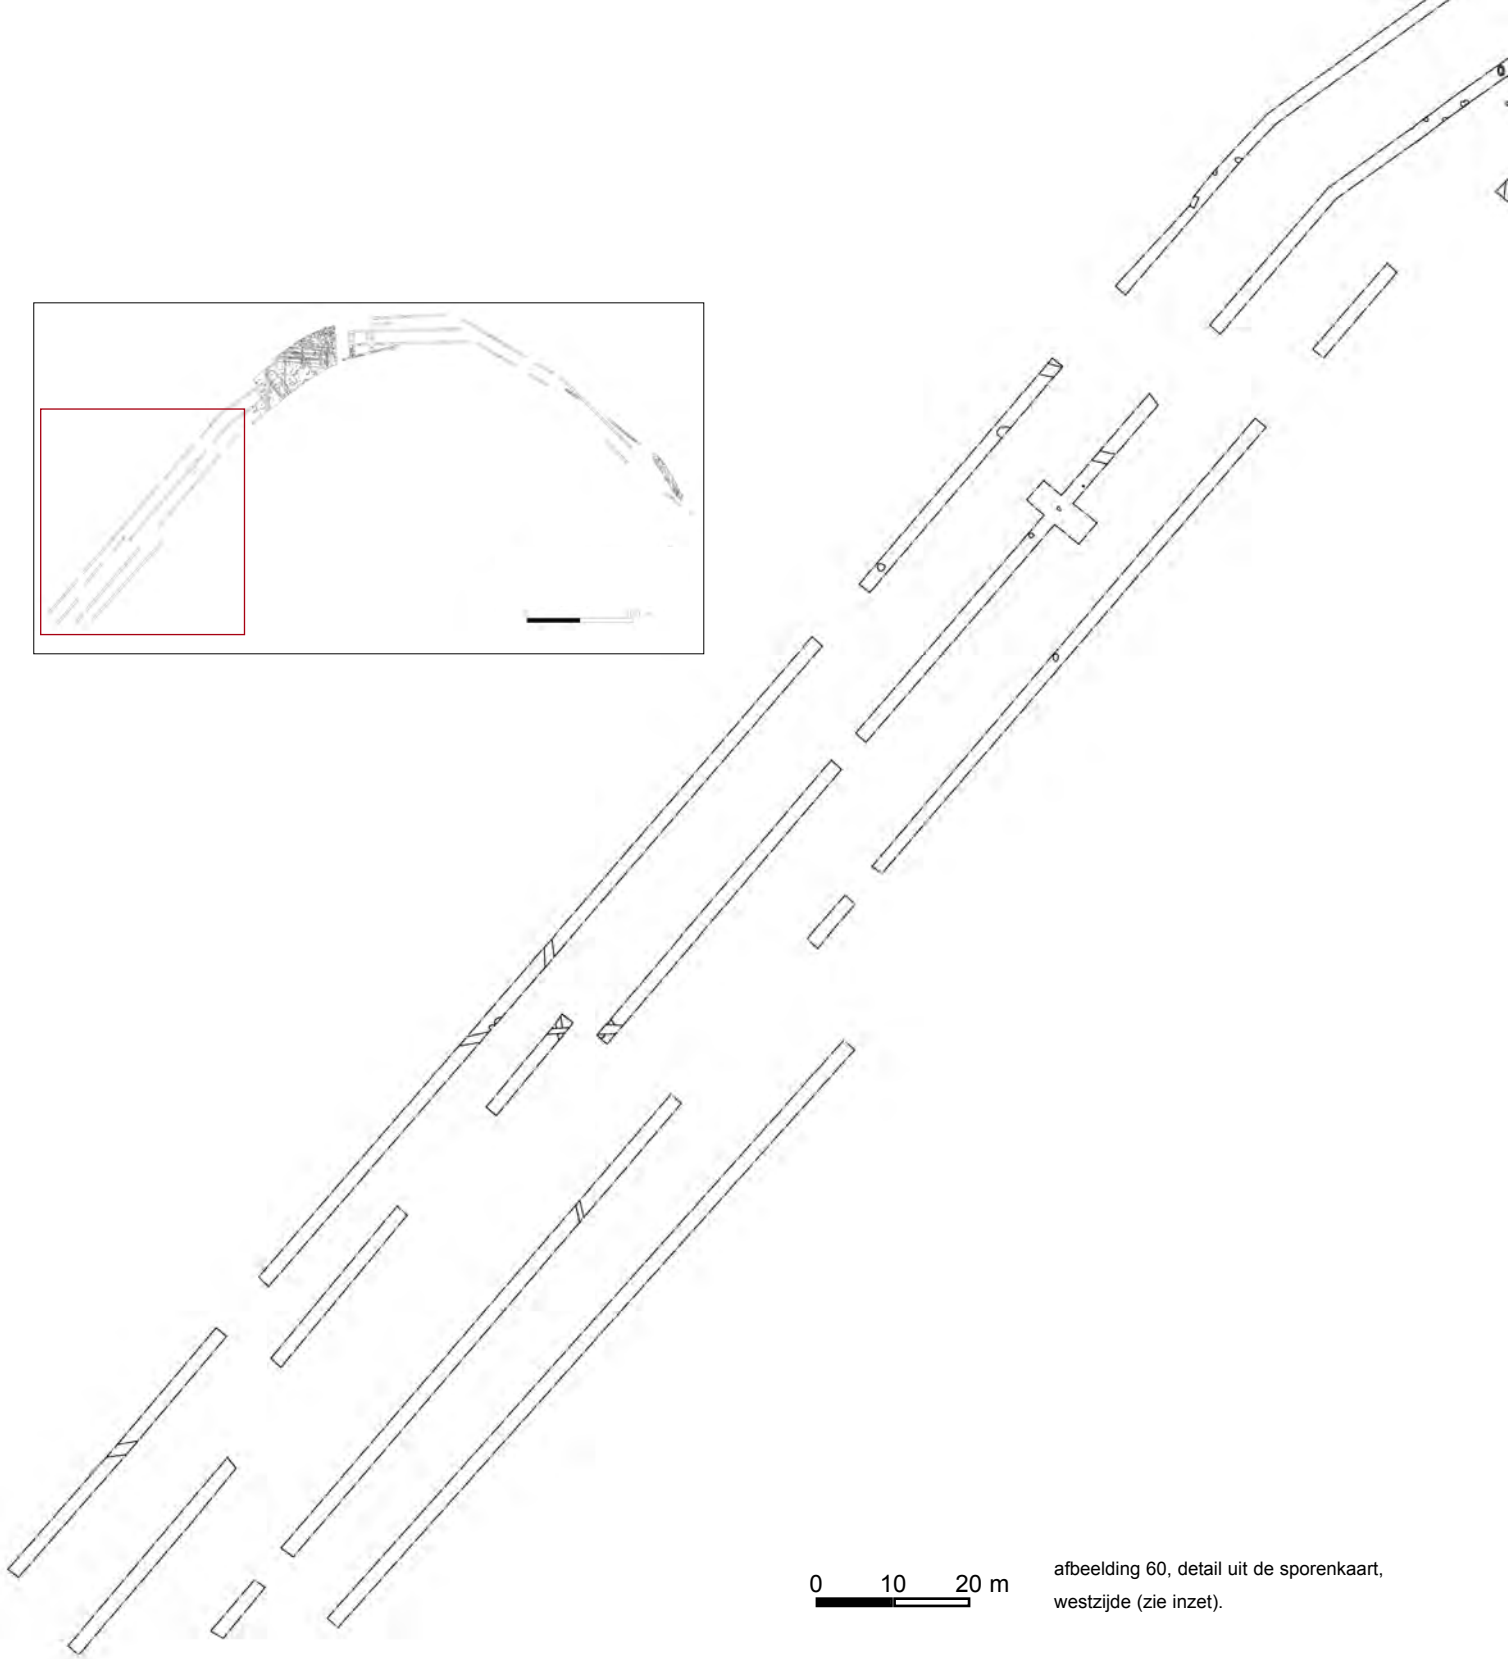 0 10 20 m
afbeelding 60, detail uit de sporenkaart,
westzijde (zie inzet).